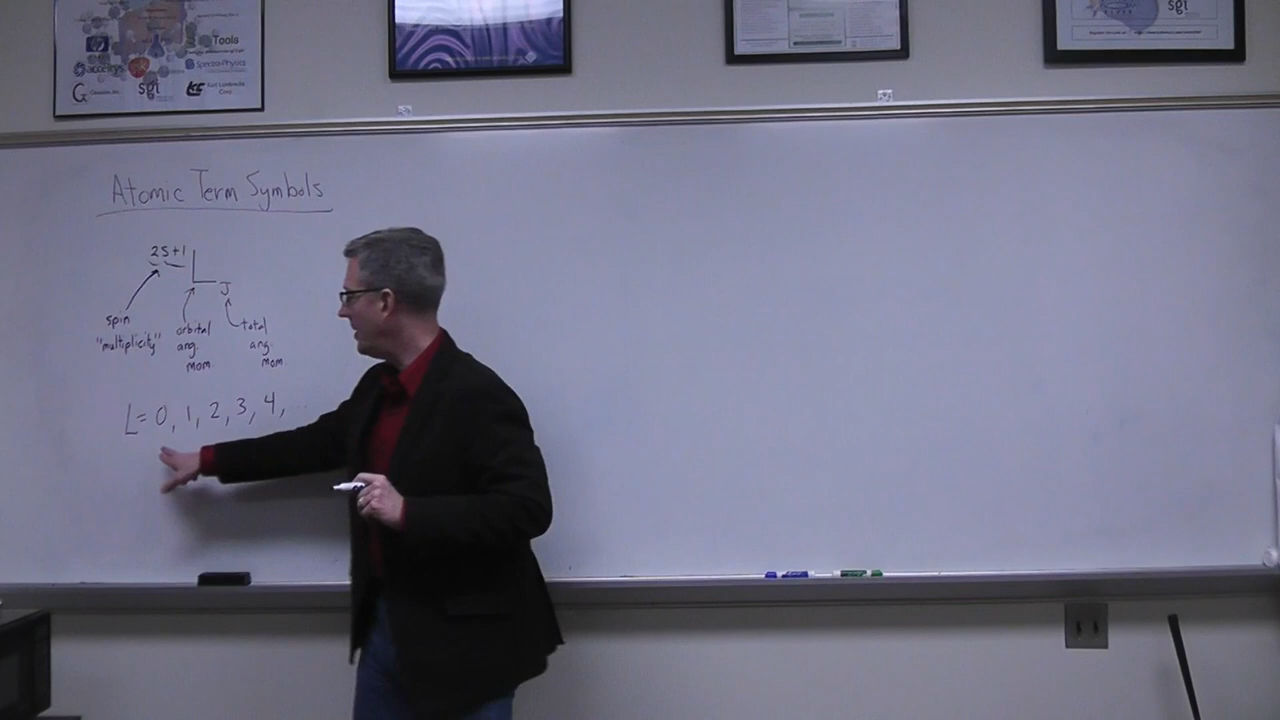 Tools
accelrys
Spectra-Physics
sgi
sgi
Atomic Term Symbols
2S+1
L
J
spin
"multiplicity"
orbital
ang.
mom
total
ang.
mom
L= 0, 1, 2, 3, 4, ...